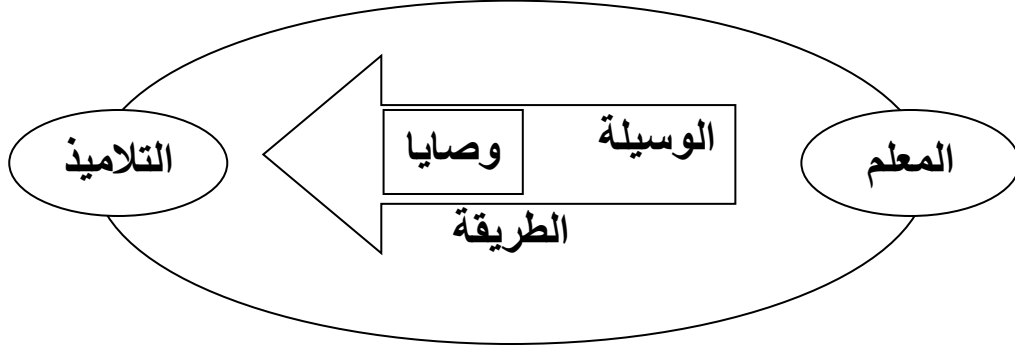 المعلم
الوسيلة
وصايا
التلاميذ
الطريقة